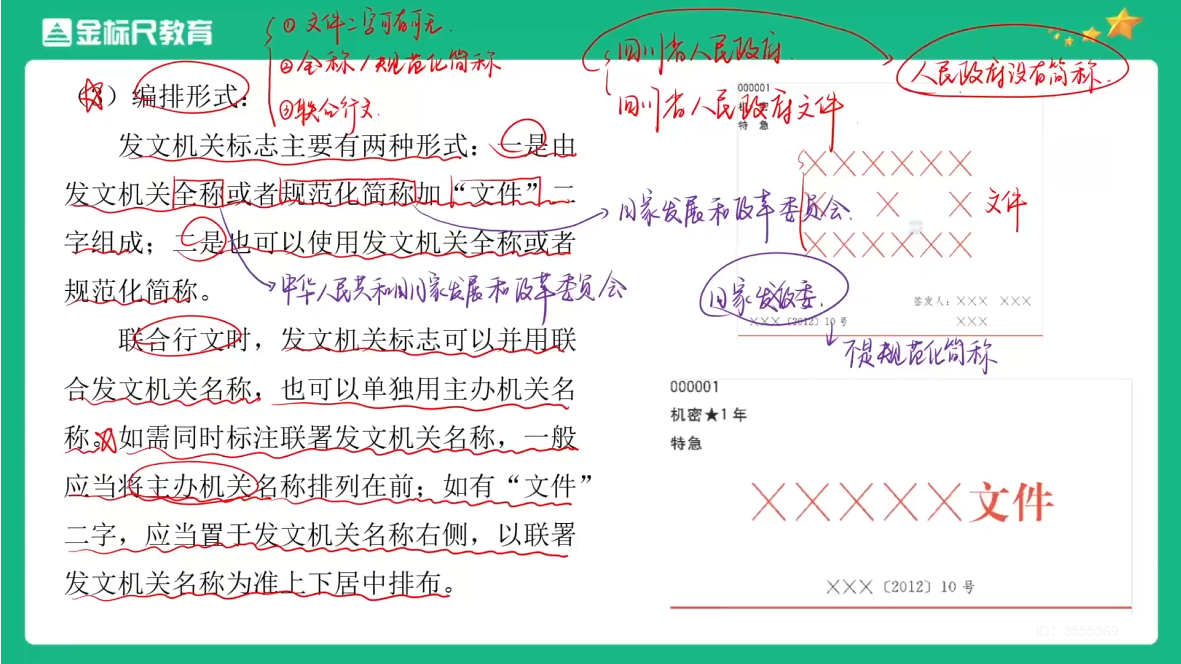 金标尺教育
①文件二字可有可无
②全称/规范化简称
③联合行文
四川省人民政府
四川省人民政府文件
人民政府没有简称
(3)编排形式:
发文机关标志主要有两种形式:一是由
发文机关全称或者规范化简称加“文件”二
字组成;二是也可以使用发文机关全称或者
规范化简称。
联合行文时,发文机关标志可以并用联
合发文机关名称,也可以单独用主办机关名
称。如需同时标注联署发文机关名称,一般
应当将主办机关名称排列在前;如有“文件”
二字,应当置于发文机关名称右侧,以联署
发文机关名称为准上下居中排布。
国家发展和改革委员会
中华人民共和国国家发展和改革委员会
国家发改委
不是规范化简称
000001
机密
特 急
××××××
× × ×
××××××
文件
签发人:××× ×××
×××
×××〔2012〕10号
000001
机密★1年
特急
×××××文件
×××〔2012〕10号
ID: 3555369